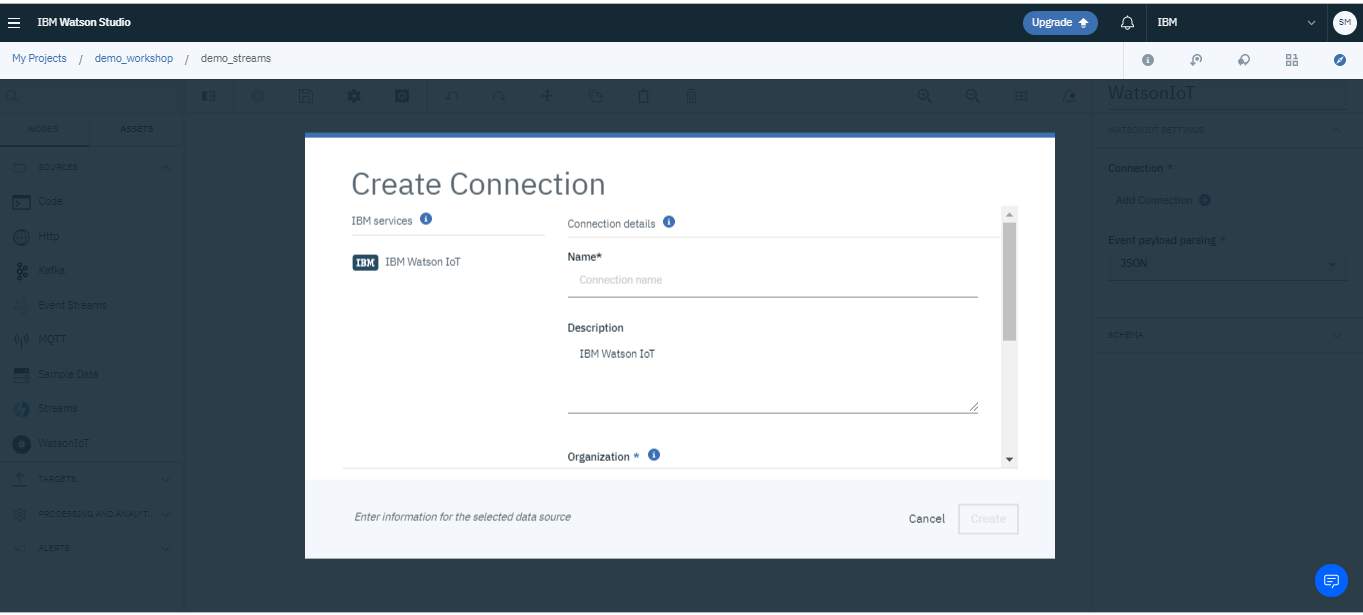 IBM Watson Studio
Upgrade
IBM
SM
My Projects / demo_workshop / demo_streams
NODES
ASSETS
SOURCES
Code
Http
Kafka
Event Streams
MQTT
Sample Data
Streams
WatsonIoT
TARGETS
PROCESSING AND ANALYT...
ALERTS
Create Connection
IBM services
IBM
IBM Watson IoT
Connection details
Name*
Connection name
Description
IBM Watson IoT
Organization *
Enter information for the selected data source
Cancel
Create
WatsonIoT
WATSONIOT SETTINGS
Connection *
Add Connection
Event payload parsing *
JSON
SCHEMA